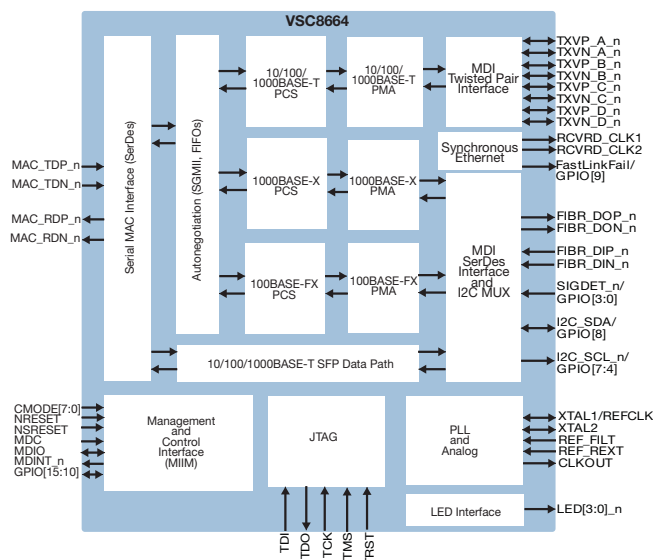 VSC8664
Serial MAC Interface (SerDes)
Autonegotiation (SGMII, FIFOs)
10/100/
1000BASE-T
PCS
10/100/
1000BASE-T
PMA
MDI
Twisted Pair
Interface
TXVP_A_n
TXVN_A_n
TXVP_B_n
TXVN_B_n
TXVP_C_n
TXVN_C_n
TXVP_D_n
TXVN_D_n
Synchronous
Ethernet
RCVRD_CLK1
RCVRD_CLK2
FastLinkFail/
GPIO[9]
MAC_TDP_n
MAC_TDN_n
MAC_RDP_n
MAC_RDN_n
1000BASE-X
PCS
1000BASE-X
PMA
MDI
SerDes
Interface
and
I2C MUX
FIBR_DOP_n
FIBR_DON_n
FIBR_DIP_n
FIBR_DIN_n
SIGDET_n/
GPIO[3:0]
I2C_SDA/
GPIO[8]
I2C_SCL_n/
GPIO[7:4]
100BASE-FX
PCS
100BASE-FX
PMA
10/100/1000BASE-T SFP Data Path
CMODE[7:0]
NRESET
NSRESET
MDC
MDIO
MDINT_n
GPIO[15:10]
Management
and
Control
Interface
(MIIM)
JTAG
PLL
and
Analog
XTAL1/REFCLK
XTAL2
REF_FILT
REF_REXT
CLKOUT
LED Interface
LED[3:0]_n
TDI
TDO
TCK
TMS
TRST